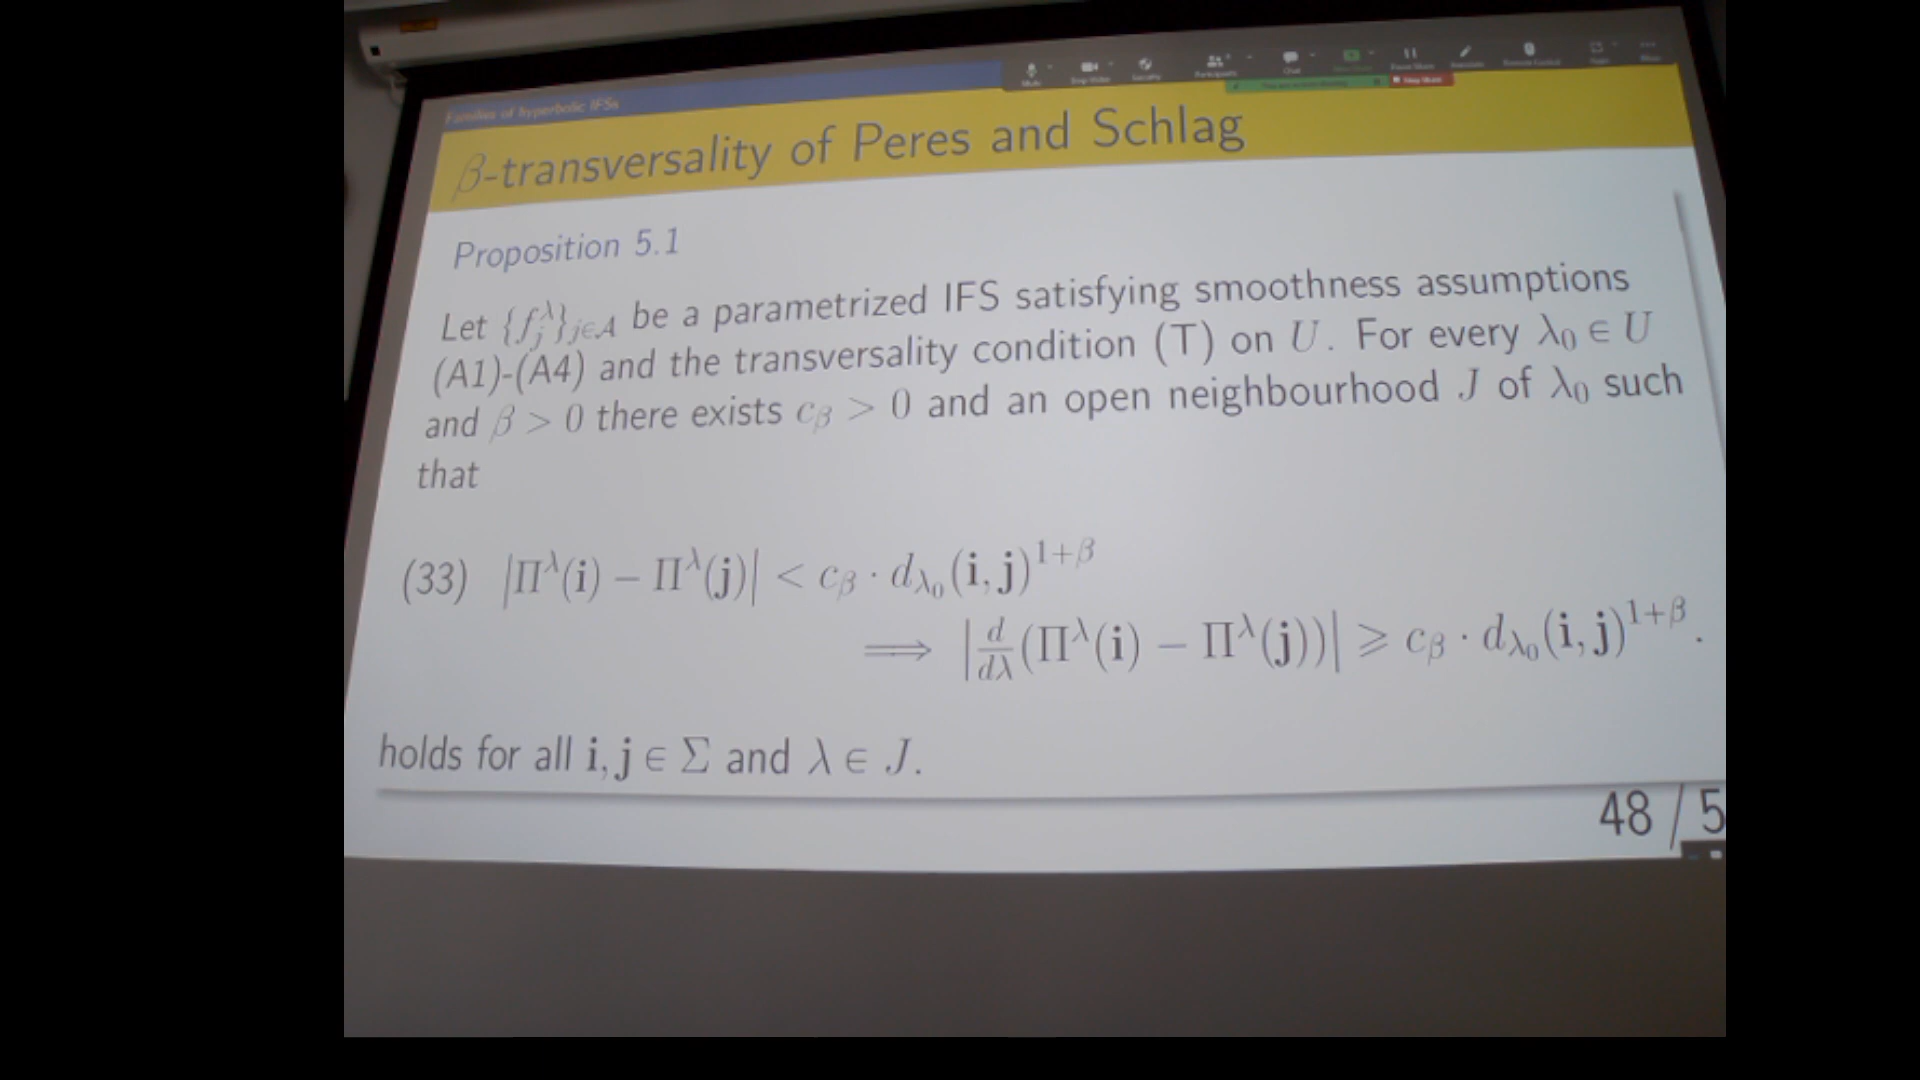 Families of hyperbolic IFSs
β-transversality of Peres and Schlag
Proposition 5.1
Let {f_j^λ}_{j∈𝒜} be a parametrized IFS satisfying smoothness assumptions
(A1)-(A4) and the transversality condition (T) on U. For every λ₀ ∈ U
and β > 0 there exists c_β > 0 and an open neighbourhood J of λ₀ such
that
(33) |Π^λ(i) − Π^λ(j)| < c_β · d_{λ₀}(i, j)^{1+β}
⟹ |d/dλ (Π^λ(i) − Π^λ(j))| ⩾ c_β · d_{λ₀}(i, j)^{1+β}.
holds for all i, j ∈ Σ and λ ∈ J.
48 / 5